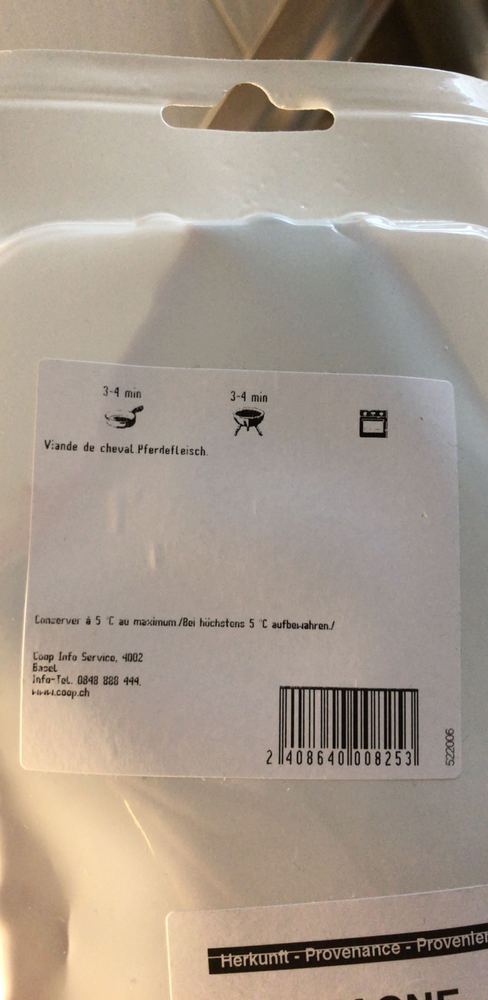 3-4 min 3-4 min
Viande de cheval Pferdefleisch.
Conserver à 5 °C au maximum./Bei höchstens 5 °C aufbewahren./
Coop Info Service, 4002
Basel
Info-Tel. 0848 888 444.
www.coop.ch
2 408640 008253
522006
Herkunft - Provenance -